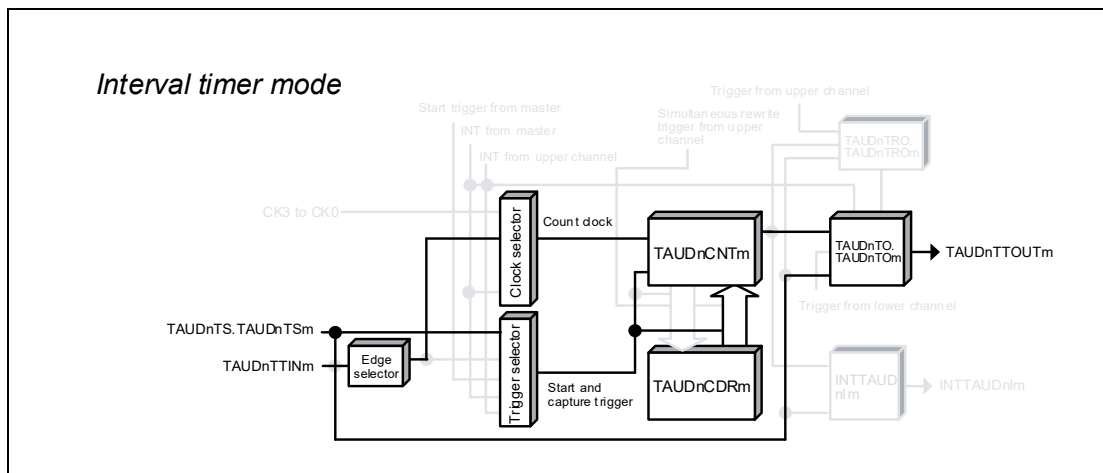 Interval timer mode
Trigger from upper channel
Start trigger from master
Simultaneous rewrite
trigger from upper
channel
INT from master
INT from upper channel
TAUDnTRO.
TAUDnTROm
CK3 to CK0
Clock selector
Count clock
TAUDnCNTm
TAUDnTO.
TAUDnTOm
TAUDnTTOUTm
Trigger from lower channel
TAUDnTS.TAUDnTSm
TAUDnTTINm
Edge
selector
Trigger selector
Start and
capture trigger
TAUDnCDRm
INTTAUD
nIm
INTTAUDnIm